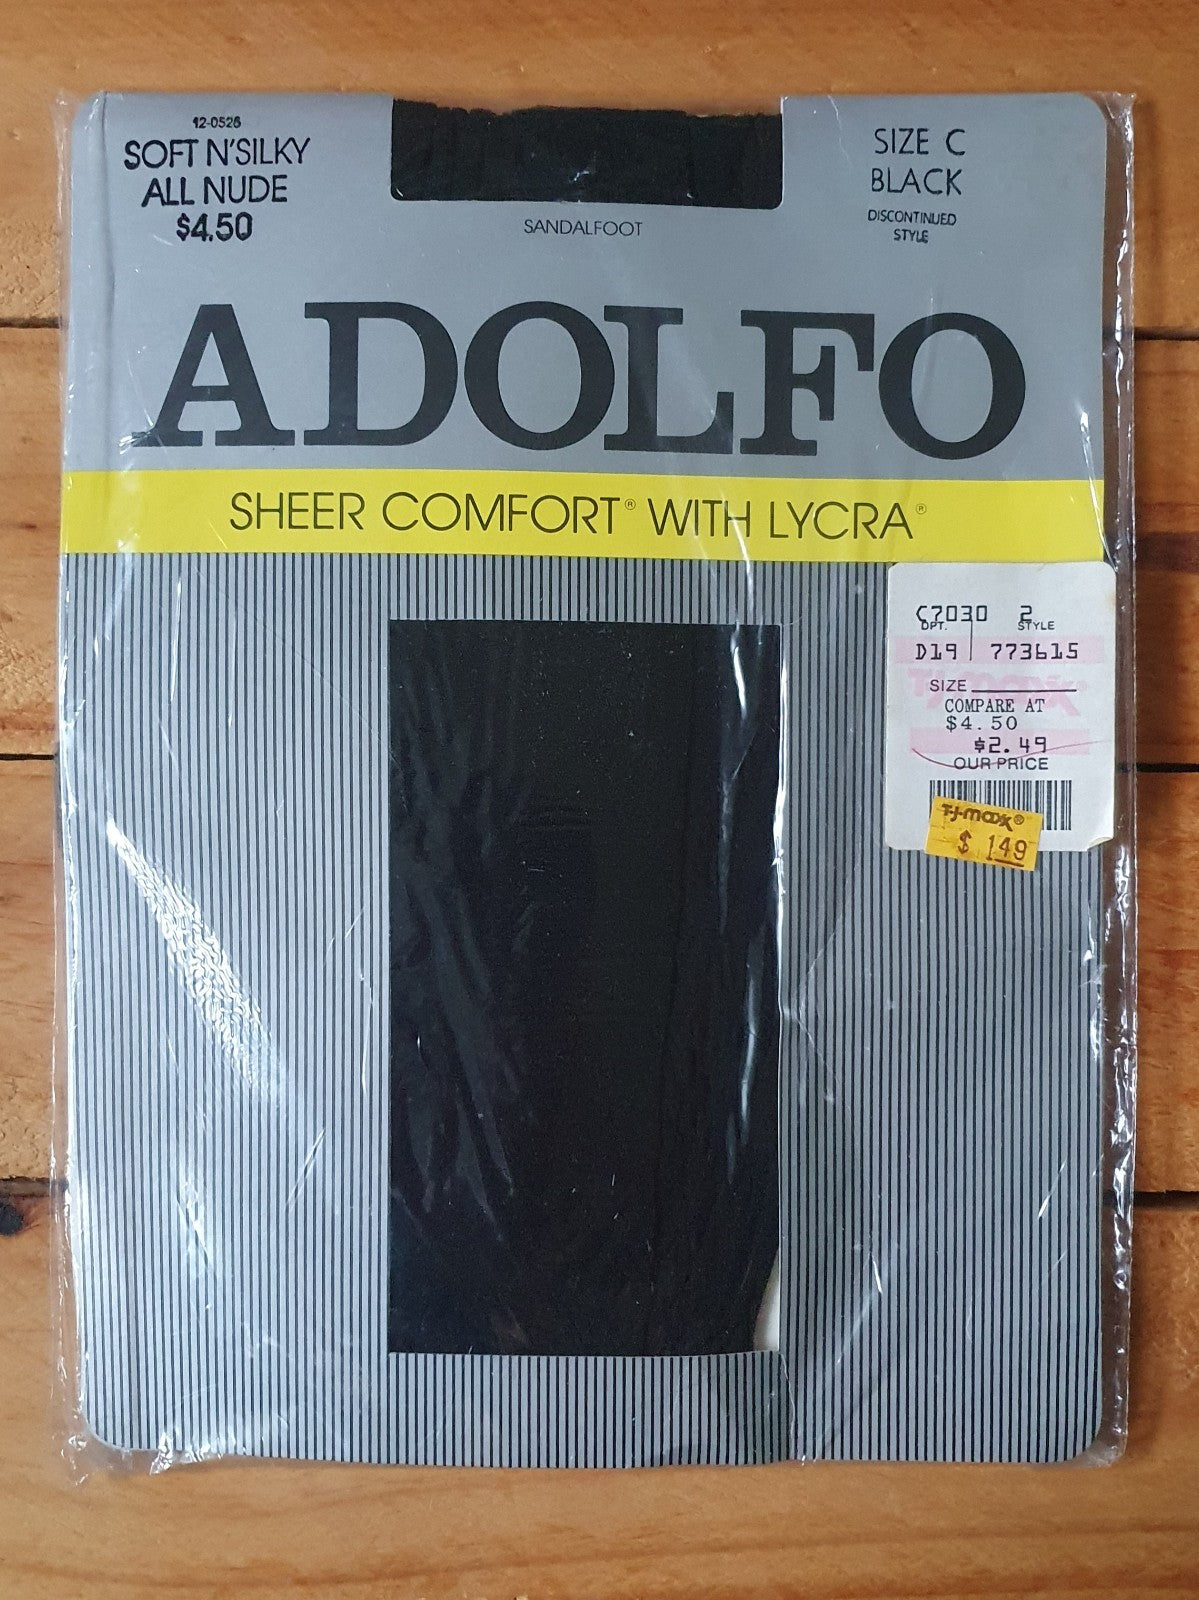 12-0526
SOFT N'SILKY
ALL NUDE
$4.50
SANDALFOOT
SIZE C
BLACK
DISCONTINUED
STYLE
ADOLFO
SHEER COMFORT® WITH LYCRA®
C7030 2
DPT. STYLE
D19 773615
SIZE
COMPARE AT
$4.50
$2.49
OUR PRICE
T·J·maxx®
$ 1.49